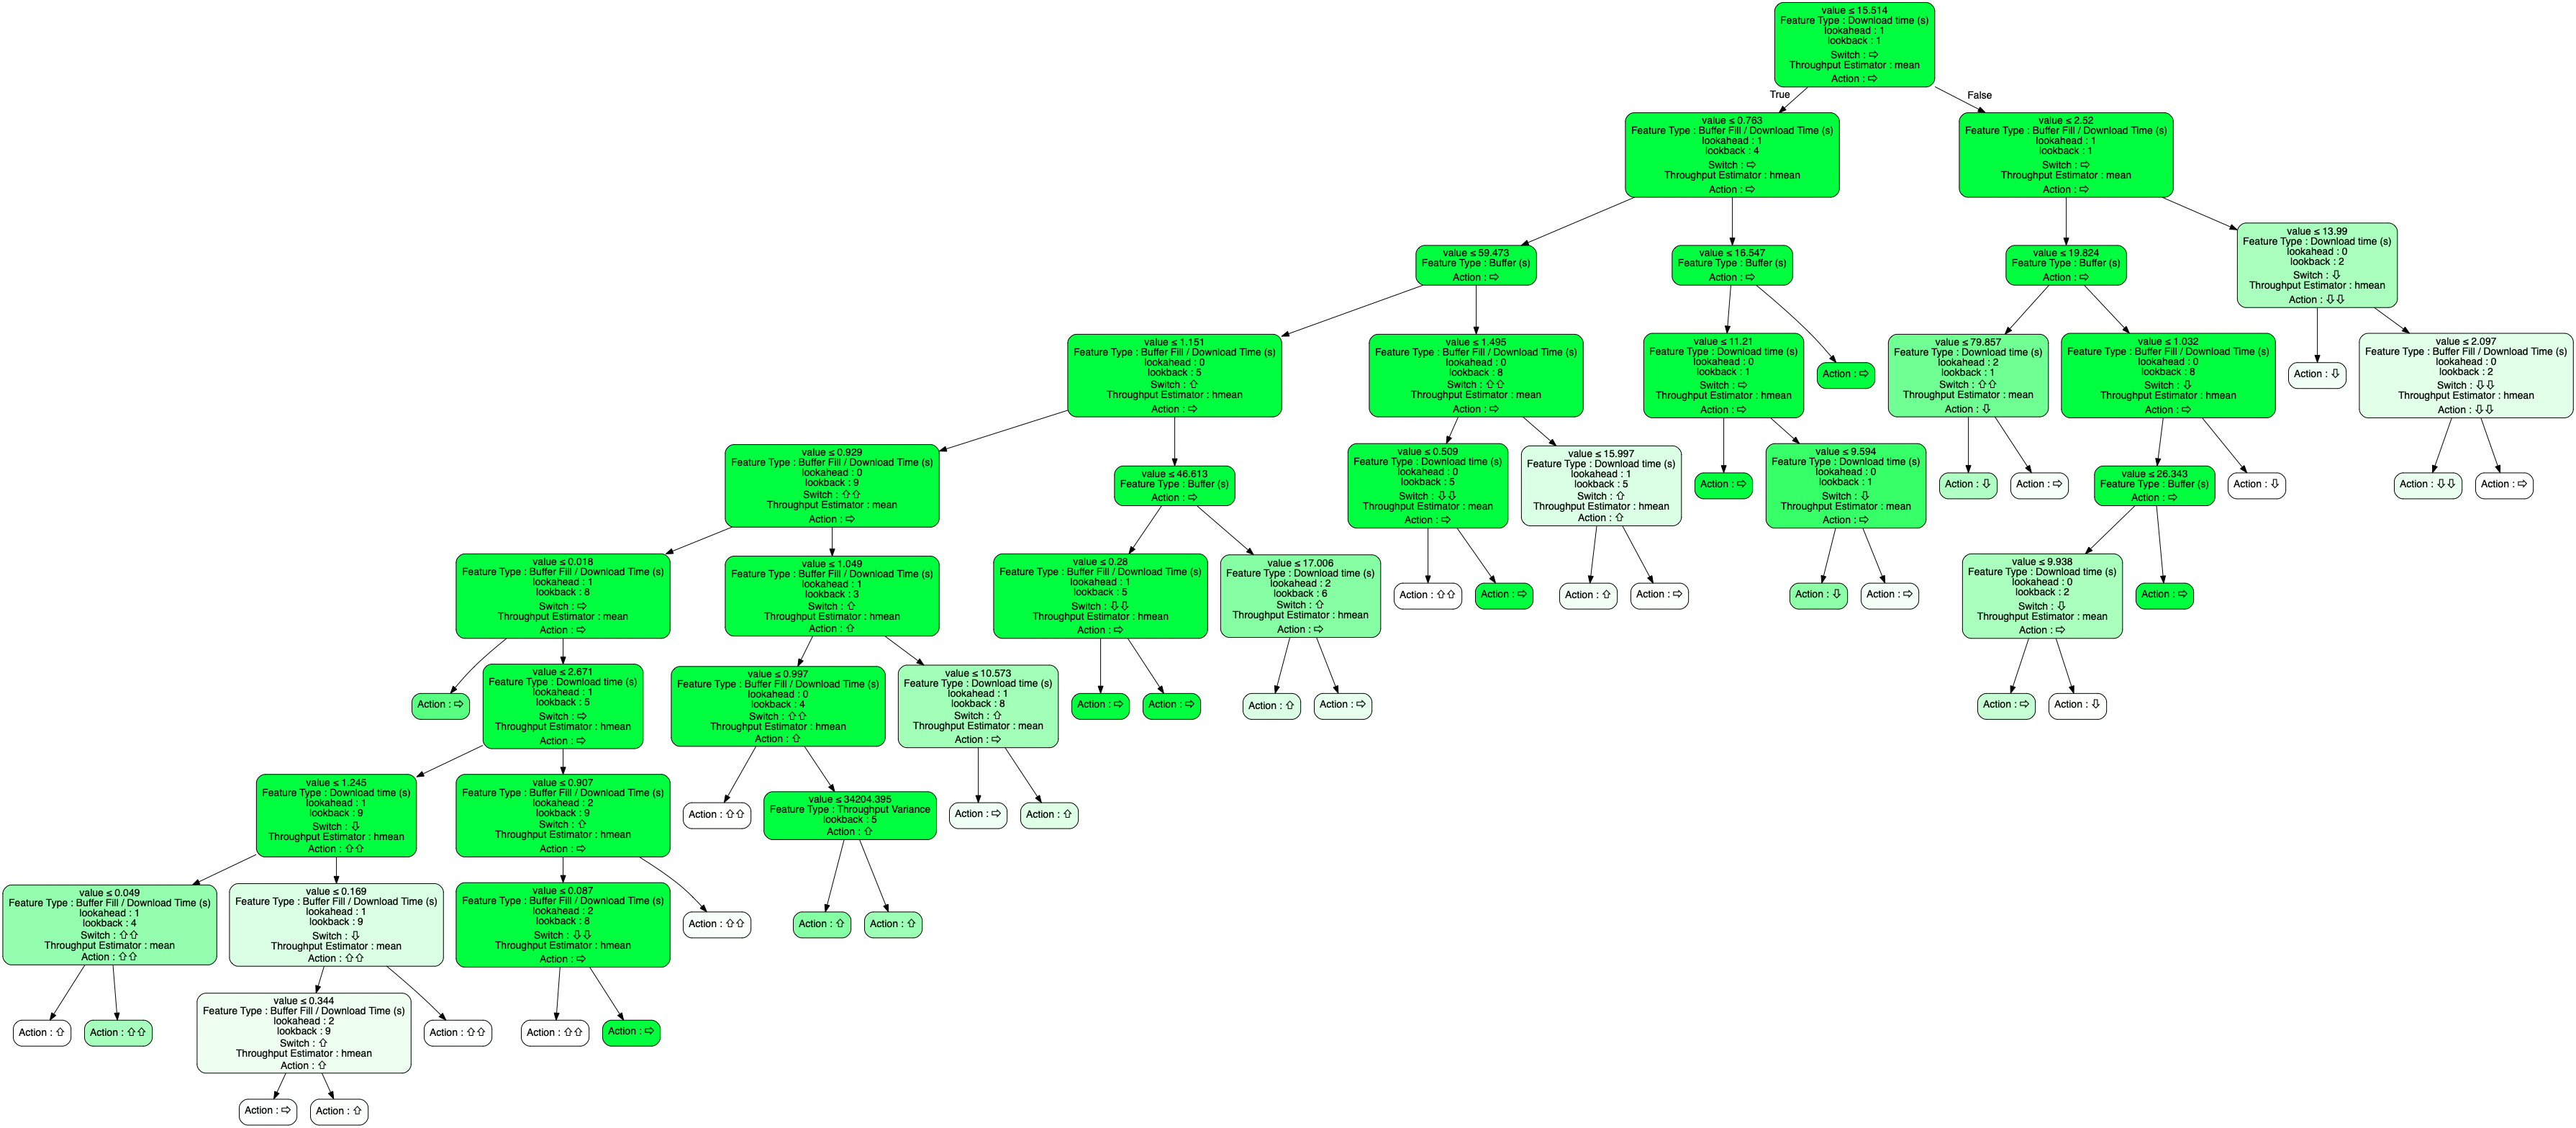 value ≤ 15.514
Feature Type : Download time (s)
lookahead : 1
lookback : 1
Switch : ⇨
Throughput Estimator : mean
Action : ⇨
True
False
value ≤ 0.763
Feature Type : Buffer Fill / Download Time (s)
lookahead : 1
lookback : 4
Switch : ⇨
Throughput Estimator : hmean
Action : ⇨
value ≤ 2.52
Feature Type : Buffer Fill / Download Time (s)
lookahead : 1
lookback : 1
Switch : ⇨
Throughput Estimator : mean
Action : ⇨
value ≤ 59.473
Feature Type : Buffer (s)
Action : ⇨
value ≤ 16.547
Feature Type : Buffer (s)
Action : ⇨
value ≤ 19.824
Feature Type : Buffer (s)
Action : ⇨
value ≤ 13.99
Feature Type : Download time (s)
lookahead : 0
lookback : 2
Switch : ⇩
Throughput Estimator : hmean
Action : ⇩⇩
value ≤ 1.151
Feature Type : Buffer Fill / Download Time (s)
lookahead : 0
lookback : 5
Switch : ⇧
Throughput Estimator : hmean
Action : ⇨
value ≤ 1.495
Feature Type : Buffer Fill / Download Time (s)
lookahead : 0
lookback : 8
Switch : ⇧⇧
Throughput Estimator : mean
Action : ⇨
value ≤ 11.21
Feature Type : Download time (s)
lookahead : 0
lookback : 1
Switch : ⇨
Throughput Estimator : hmean
Action : ⇨
Action : ⇨
value ≤ 79.857
Feature Type : Download time (s)
lookahead : 2
lookback : 1
Switch : ⇧⇧
Throughput Estimator : mean
Action : ⇩
value ≤ 1.032
Feature Type : Buffer Fill / Download Time (s)
lookahead : 0
lookback : 8
Switch : ⇩
Throughput Estimator : hmean
Action : ⇨
Action : ⇩
value ≤ 2.097
Feature Type : Buffer Fill / Download Time (s)
lookahead : 0
lookback : 2
Switch : ⇩⇩
Throughput Estimator : hmean
Action : ⇩⇩
value ≤ 0.929
Feature Type : Buffer Fill / Download Time (s)
lookahead : 0
lookback : 9
Switch : ⇧⇧
Throughput Estimator : mean
Action : ⇨
value ≤ 46.613
Feature Type : Buffer (s)
Action : ⇨
value ≤ 0.509
Feature Type : Download time (s)
lookahead : 0
lookback : 5
Switch : ⇩⇩
Throughput Estimator : mean
Action : ⇨
value ≤ 15.997
Feature Type : Download time (s)
lookahead : 1
lookback : 5
Switch : ⇧
Throughput Estimator : hmean
Action : ⇧
Action : ⇨
value ≤ 9.594
Feature Type : Download time (s)
lookahead : 0
lookback : 1
Switch : ⇩
Throughput Estimator : mean
Action : ⇨
Action : ⇩
Action : ⇨
value ≤ 26.343
Feature Type : Buffer (s)
Action : ⇨
Action : ⇩
Action : ⇩⇩
Action : ⇨
value ≤ 0.018
Feature Type : Buffer Fill / Download Time (s)
lookahead : 1
lookback : 8
Switch : ⇨
Throughput Estimator : mean
Action : ⇨
value ≤ 1.049
Feature Type : Buffer Fill / Download Time (s)
lookahead : 1
lookback : 3
Switch : ⇧
Throughput Estimator : hmean
Action : ⇧
value ≤ 0.28
Feature Type : Buffer Fill / Download Time (s)
lookahead : 1
lookback : 5
Switch : ⇩⇩
Throughput Estimator : hmean
Action : ⇨
value ≤ 17.006
Feature Type : Download time (s)
lookahead : 2
lookback : 6
Switch : ⇧
Throughput Estimator : hmean
Action : ⇨
Action : ⇧⇧
Action : ⇨
Action : ⇧
Action : ⇨
Action : ⇩
Action : ⇨
value ≤ 9.938
Feature Type : Download time (s)
lookahead : 0
lookback : 2
Switch : ⇩
Throughput Estimator : mean
Action : ⇨
Action : ⇨
Action : ⇨
value ≤ 2.671
Feature Type : Download time (s)
lookahead : 1
lookback : 5
Switch : ⇨
Throughput Estimator : hmean
Action : ⇨
value ≤ 0.997
Feature Type : Buffer Fill / Download Time (s)
lookahead : 0
lookback : 4
Switch : ⇧⇧
Throughput Estimator : hmean
Action : ⇧
value ≤ 10.573
Feature Type : Download time (s)
lookahead : 1
lookback : 8
Switch : ⇧
Throughput Estimator : mean
Action : ⇨
Action : ⇨
Action : ⇨
Action : ⇧
Action : ⇨
Action : ⇨
Action : ⇩
value ≤ 1.245
Feature Type : Download time (s)
lookahead : 1
lookback : 9
Switch : ⇩
Throughput Estimator : hmean
Action : ⇧⇧
value ≤ 0.907
Feature Type : Buffer Fill / Download Time (s)
lookahead : 2
lookback : 9
Switch : ⇧
Throughput Estimator : hmean
Action : ⇨
Action : ⇧⇧
value ≤ 34204.395
Feature Type : Throughput Variance
lookback : 5
Action : ⇧
Action : ⇨
Action : ⇧
value ≤ 0.049
Feature Type : Buffer Fill / Download Time (s)
lookahead : 1
lookback : 4
Switch : ⇧⇧
Throughput Estimator : mean
Action : ⇧⇧
value ≤ 0.169
Feature Type : Buffer Fill / Download Time (s)
lookahead : 1
lookback : 9
Switch : ⇩
Throughput Estimator : mean
Action : ⇧⇧
value ≤ 0.087
Feature Type : Buffer Fill / Download Time (s)
lookahead : 2
lookback : 8
Switch : ⇩⇩
Throughput Estimator : hmean
Action : ⇨
Action : ⇧⇧
Action : ⇧
Action : ⇧
Action : ⇧
Action : ⇧⇧
value ≤ 0.344
Feature Type : Buffer Fill / Download Time (s)
lookahead : 2
lookback : 9
Switch : ⇧
Throughput Estimator : hmean
Action : ⇧
Action : ⇧⇧
Action : ⇧⇧
Action : ⇨
Action : ⇨
Action : ⇧